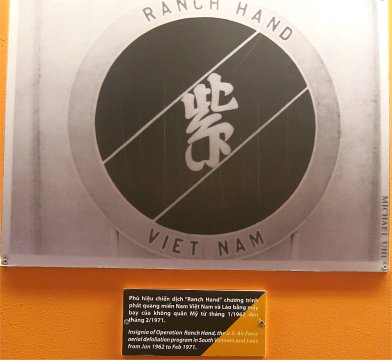 RANCH HAND
紫
VIET NAM
Phù hiệu chiến dịch "Ranch Hand" chương trình
phát quang miền Nam Việt Nam và Lào bằng máy
bay của không quân Mỹ từ tháng 1/1962 đến
tháng 2/1971.
Insignia of Operation Ranch Hand, the U.S. Air Force
aerial defoliation program in South Vietnam and Laos
from Jan 1962 to Feb 1971.